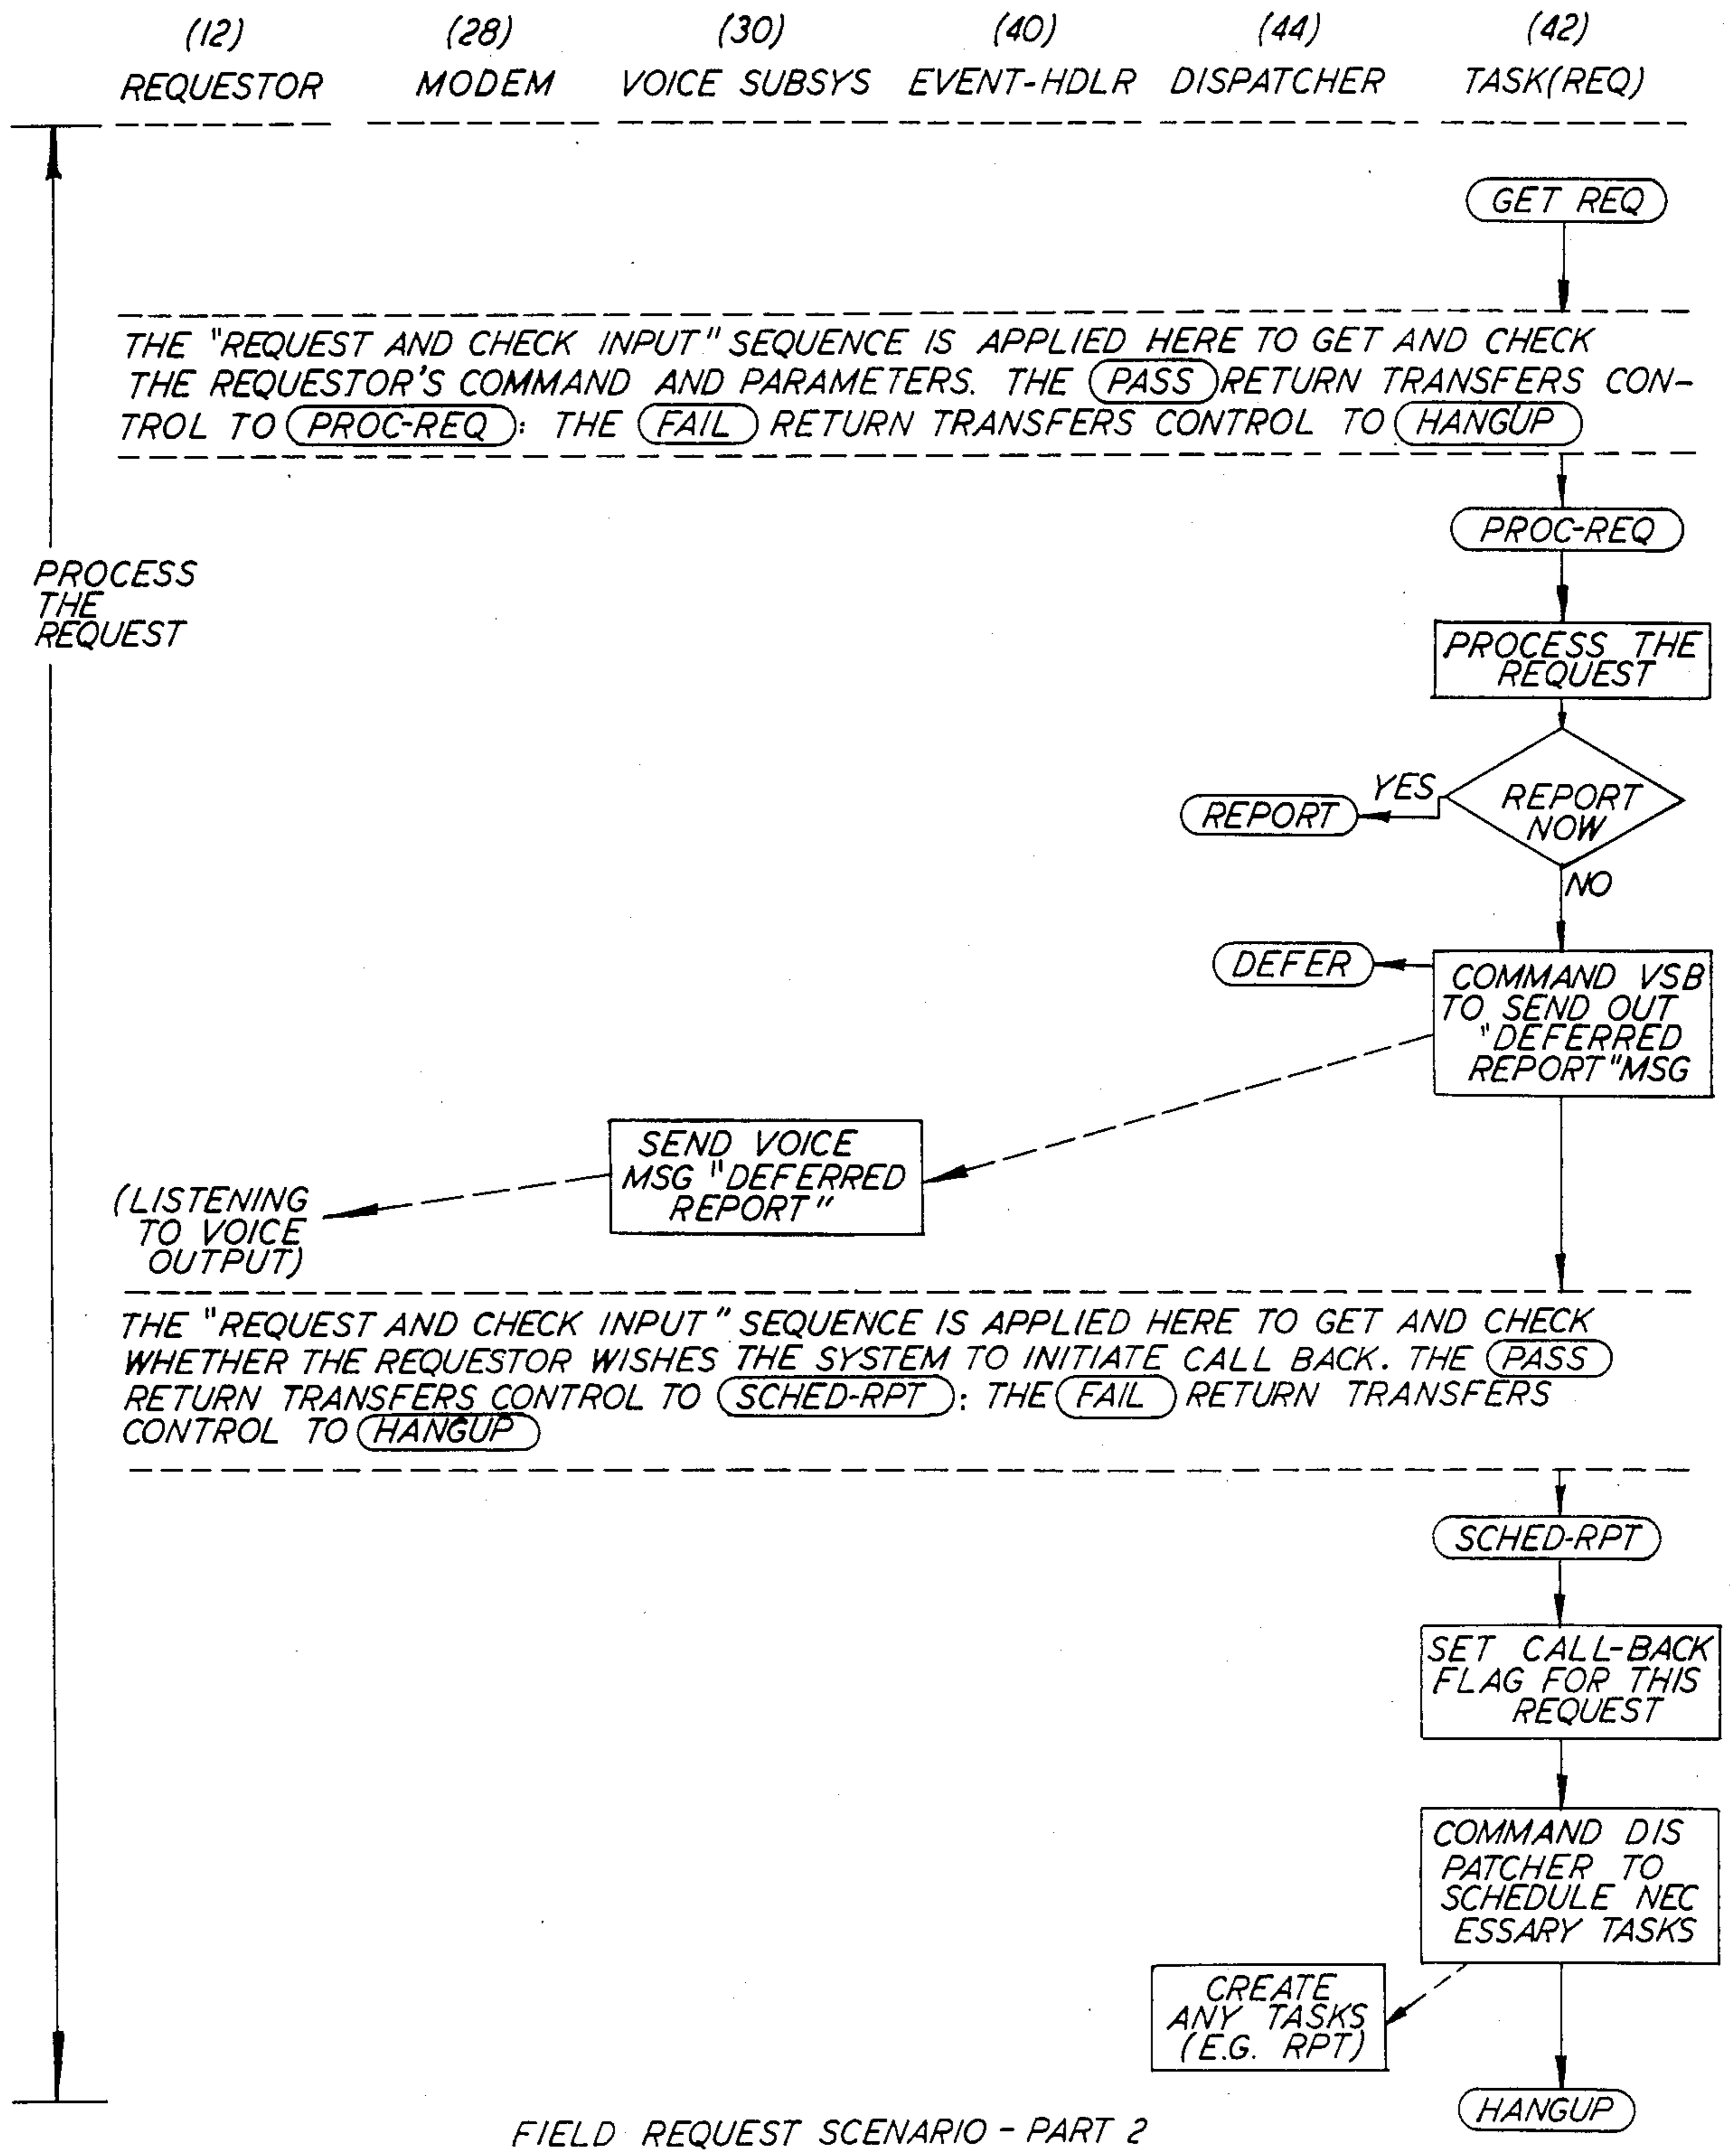 (12) (28) (30) (40) (44) (42)
REQUESTOR MODEM VOICE SUBSYS EVENT-HDLR DISPATCHER TASK(REQ)
GET REQ
THE "REQUEST AND CHECK INPUT" SEQUENCE IS APPLIED HERE TO GET AND CHECK
THE REQUESTOR'S COMMAND AND PARAMETERS. THE PASS RETURN TRANSFERS CON-
TROL TO PROC-REQ: THE FAIL RETURN TRANSFERS CONTROL TO HANGUP
PROC-REQ
PROCESS
THE
REQUEST
PROCESS THE
REQUEST
REPORT
NOW
YES
REPORT
NO
DEFER
COMMAND VSB
TO SEND OUT
"DEFERRED
REPORT"MSG
SEND VOICE
MSG "DEFERRED
REPORT"
(LISTENING
TO VOICE
OUTPUT)
THE "REQUEST AND CHECK INPUT" SEQUENCE IS APPLIED HERE TO GET AND CHECK
WHETHER THE REQUESTOR WISHES THE SYSTEM TO INITIATE CALL BACK. THE PASS
RETURN TRANSFERS CONTROL TO SCHED-RPT: THE FAIL RETURN TRANSFERS
CONTROL TO HANGUP
SCHED-RPT
SET CALL-BACK
FLAG FOR THIS
REQUEST
COMMAND DIS
PATCHER TO
SCHEDULE NEC
ESSARY TASKS
CREATE
ANY TASKS
(E.G. RPT)
HANGUP
FIELD REQUEST SCENARIO - PART 2